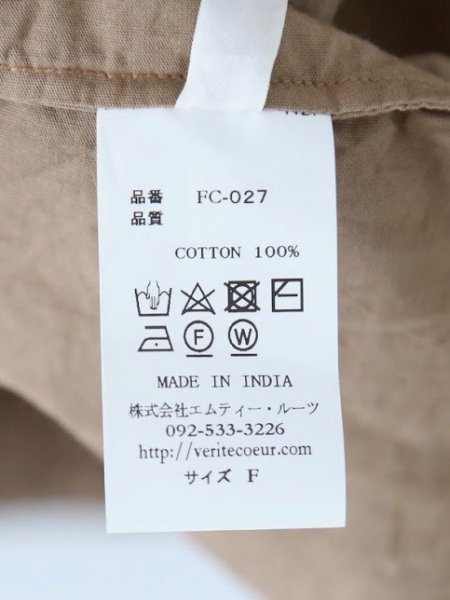 品番 FC-027
品質
COTTON 100%
F W
MADE IN INDIA
株式会社エムティー・ルーツ
092-533-3226
http://veritecoeur.com/
サイズ F